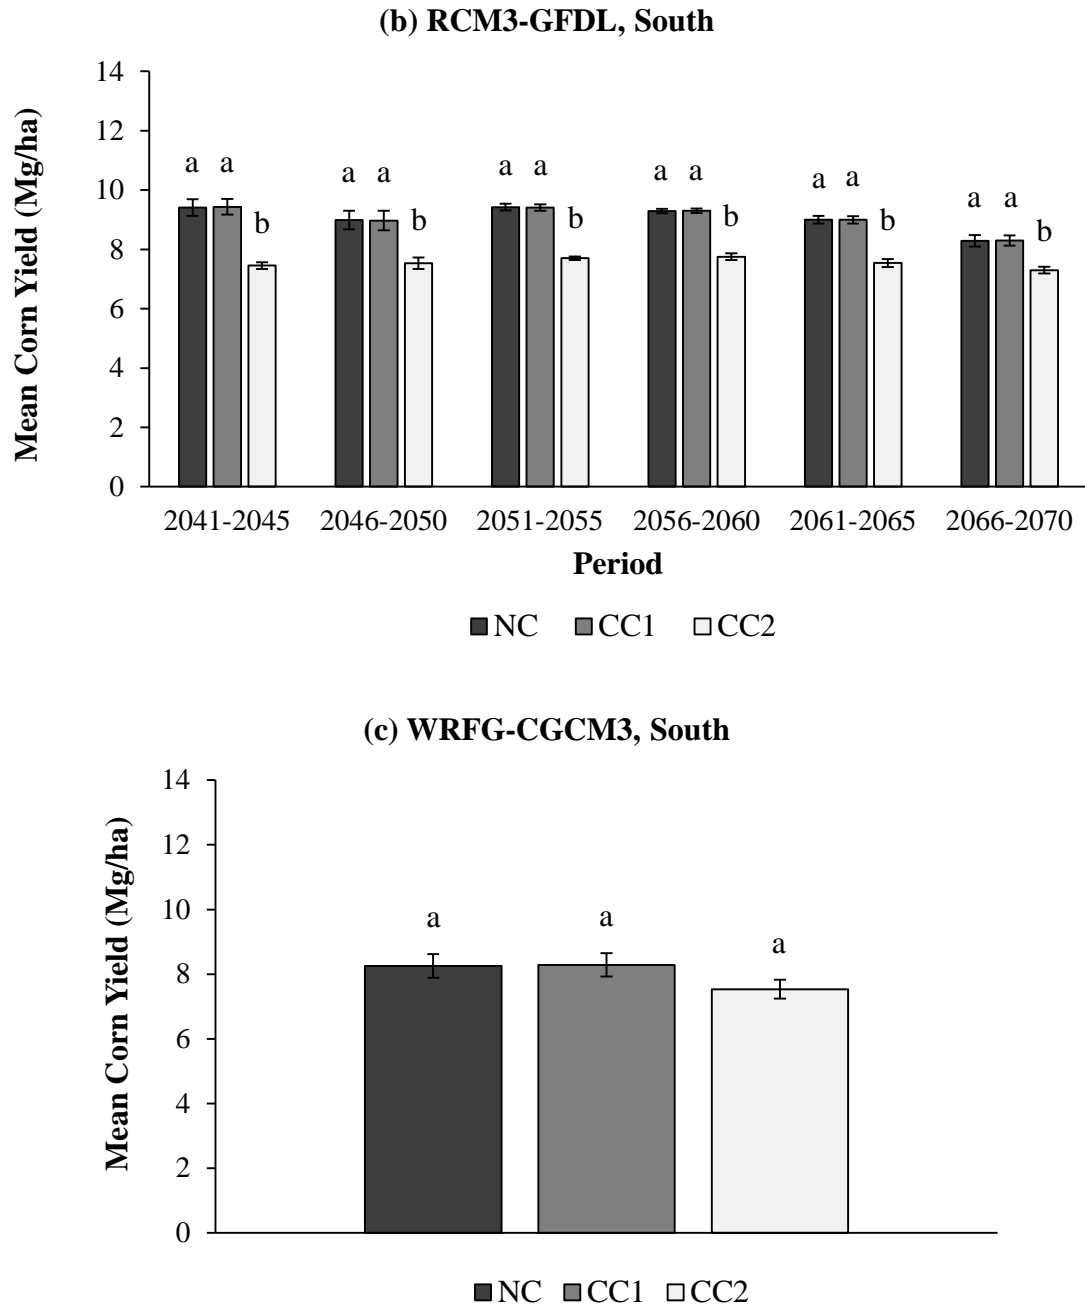 (b) RCM3-GFDL, South
Mean Corn Yield (Mg/ha)
14
12
10
8
6
4
2
0
a a b a a b a a b a a b a a b a a b
2041-2045 2046-2050 2051-2055 2056-2060 2061-2065 2066-2070
Period
NC CC1 CC2
(c) WRFG-CGCM3, South
Mean Corn Yield (Mg/ha)
14
12
10
8
6
4
2
0
a a a
NC CC1 CC2